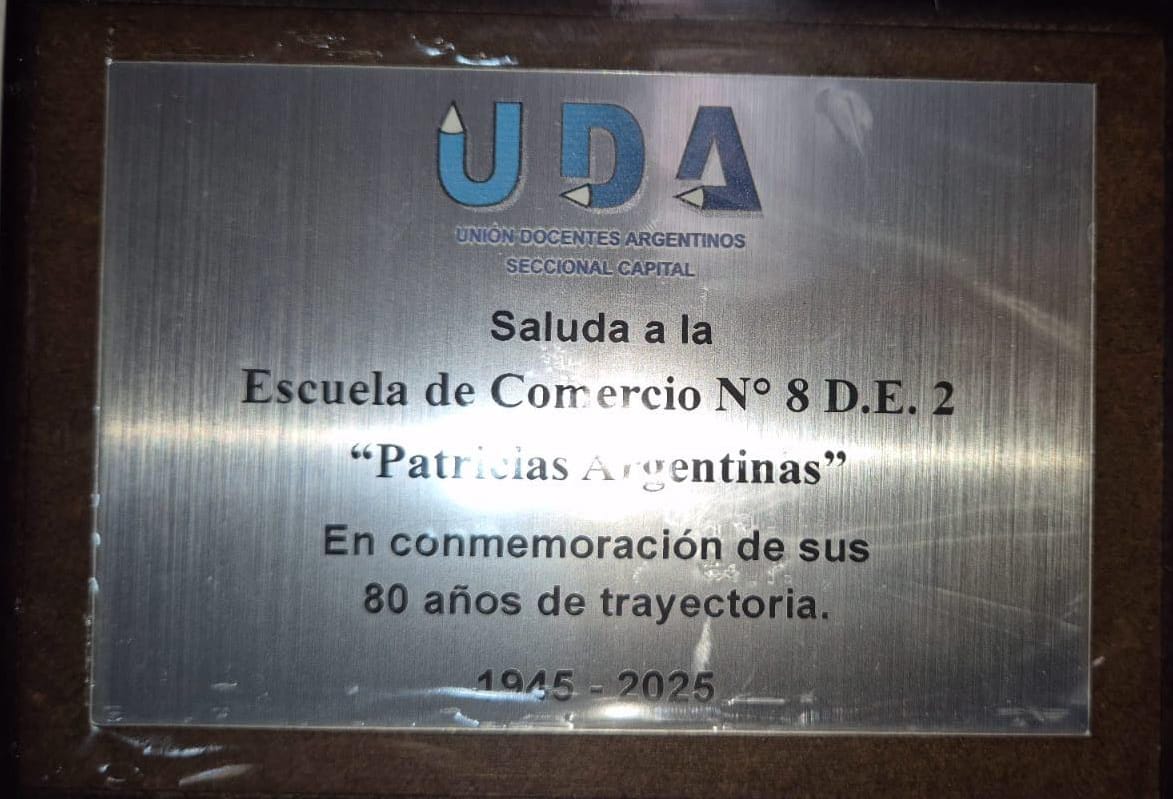 UDA
UNIÓN DOCENTES ARGENTINOS
SECCIONAL CAPITAL
Saluda a la
Escuela de Comercio N° 8 D.E. 2
“Patricias Argentinas”
En conmemoración de sus
80 años de trayectoria.
1945 - 2025